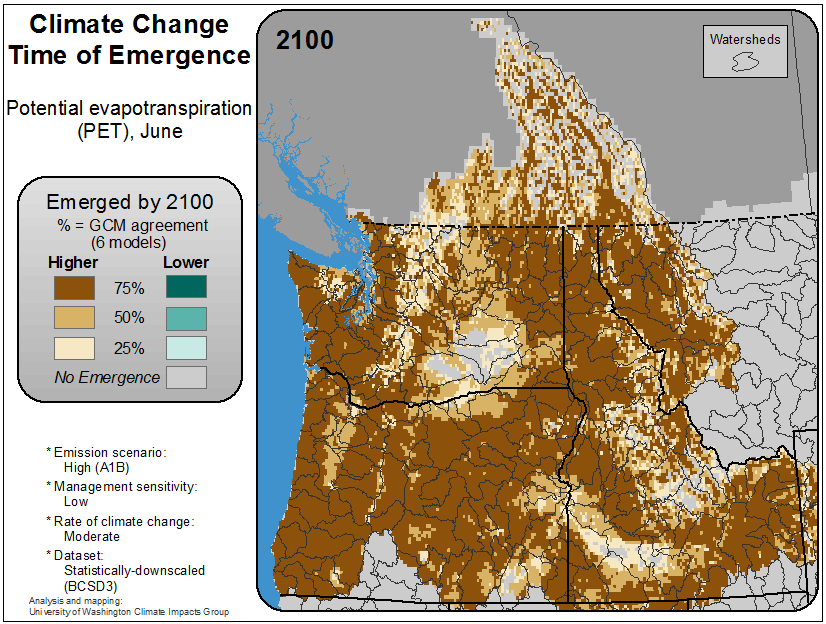 Climate Change
Time of Emergence
Potential evapotranspiration
(PET), June
Emerged by 2100
% = GCM agreement
(6 models)
Higher Lower
75%
50%
25%
No Emergence
* Emission scenario:
High (A1B)
* Management sensitivity:
Low
* Rate of climate change:
Moderate
* Dataset:
Statistically-downscaled
(BCSD3)
Analysis and mapping:
University of Washington Climate Impacts Group
2100
Watersheds